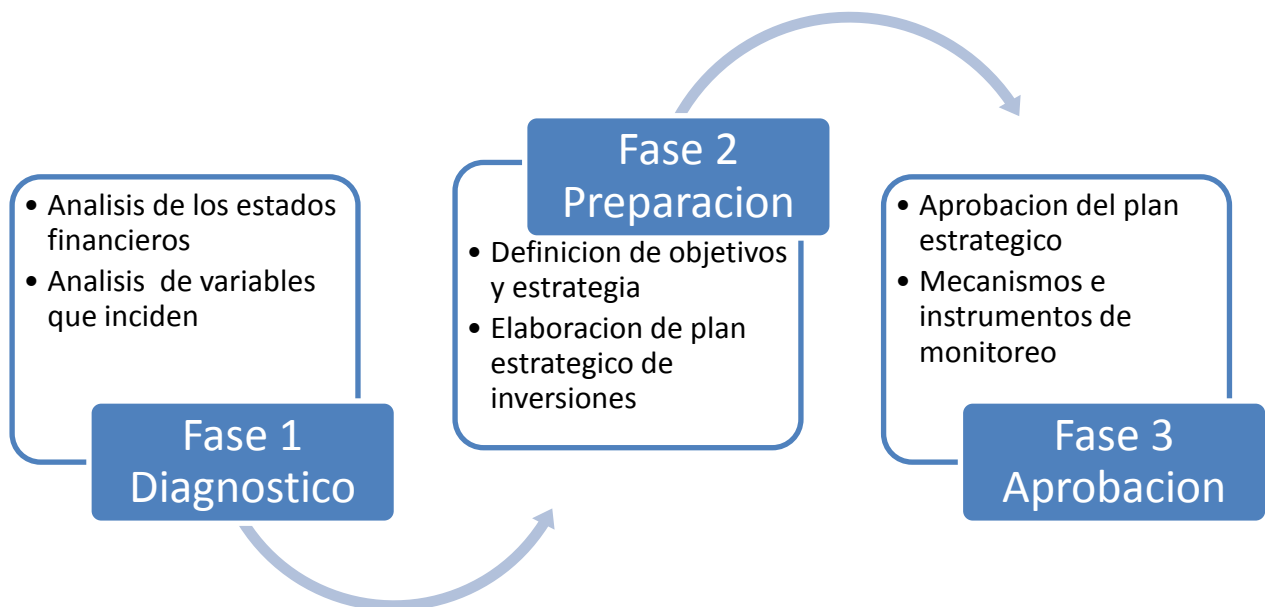 • Analisis de los estados
financieros
• Analisis  de variables
que inciden
Fase 1
Diagnostico
Fase 2
Preparacion
• Definicion de objetivos
y estrategia
• Elaboracion de plan
estrategico de
inversiones
• Aprobacion del plan
estrategico
• Mecanismos e
instrumentos de
monitoreo
Fase 3
Aprobacion